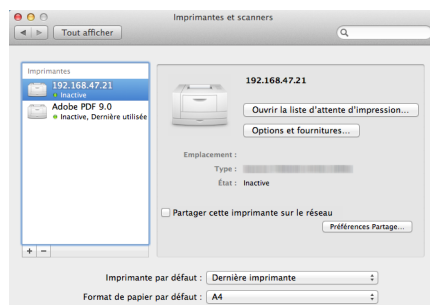 Imprimantes et scanners
Tout afficher
Imprimantes
192.168.47.21
Inactive
Adobe PDF 9.0
Inactive, Dernière utilisée
192.168.47.21
Ouvrir la liste d'attente d'impression...
Options et fournitures...
Emplacement :
Type :
État : Inactive
Partager cette imprimante sur le réseau
Préférences Partage...
+ −
Imprimante par défaut : Dernière imprimante
Format de papier par défaut : A4